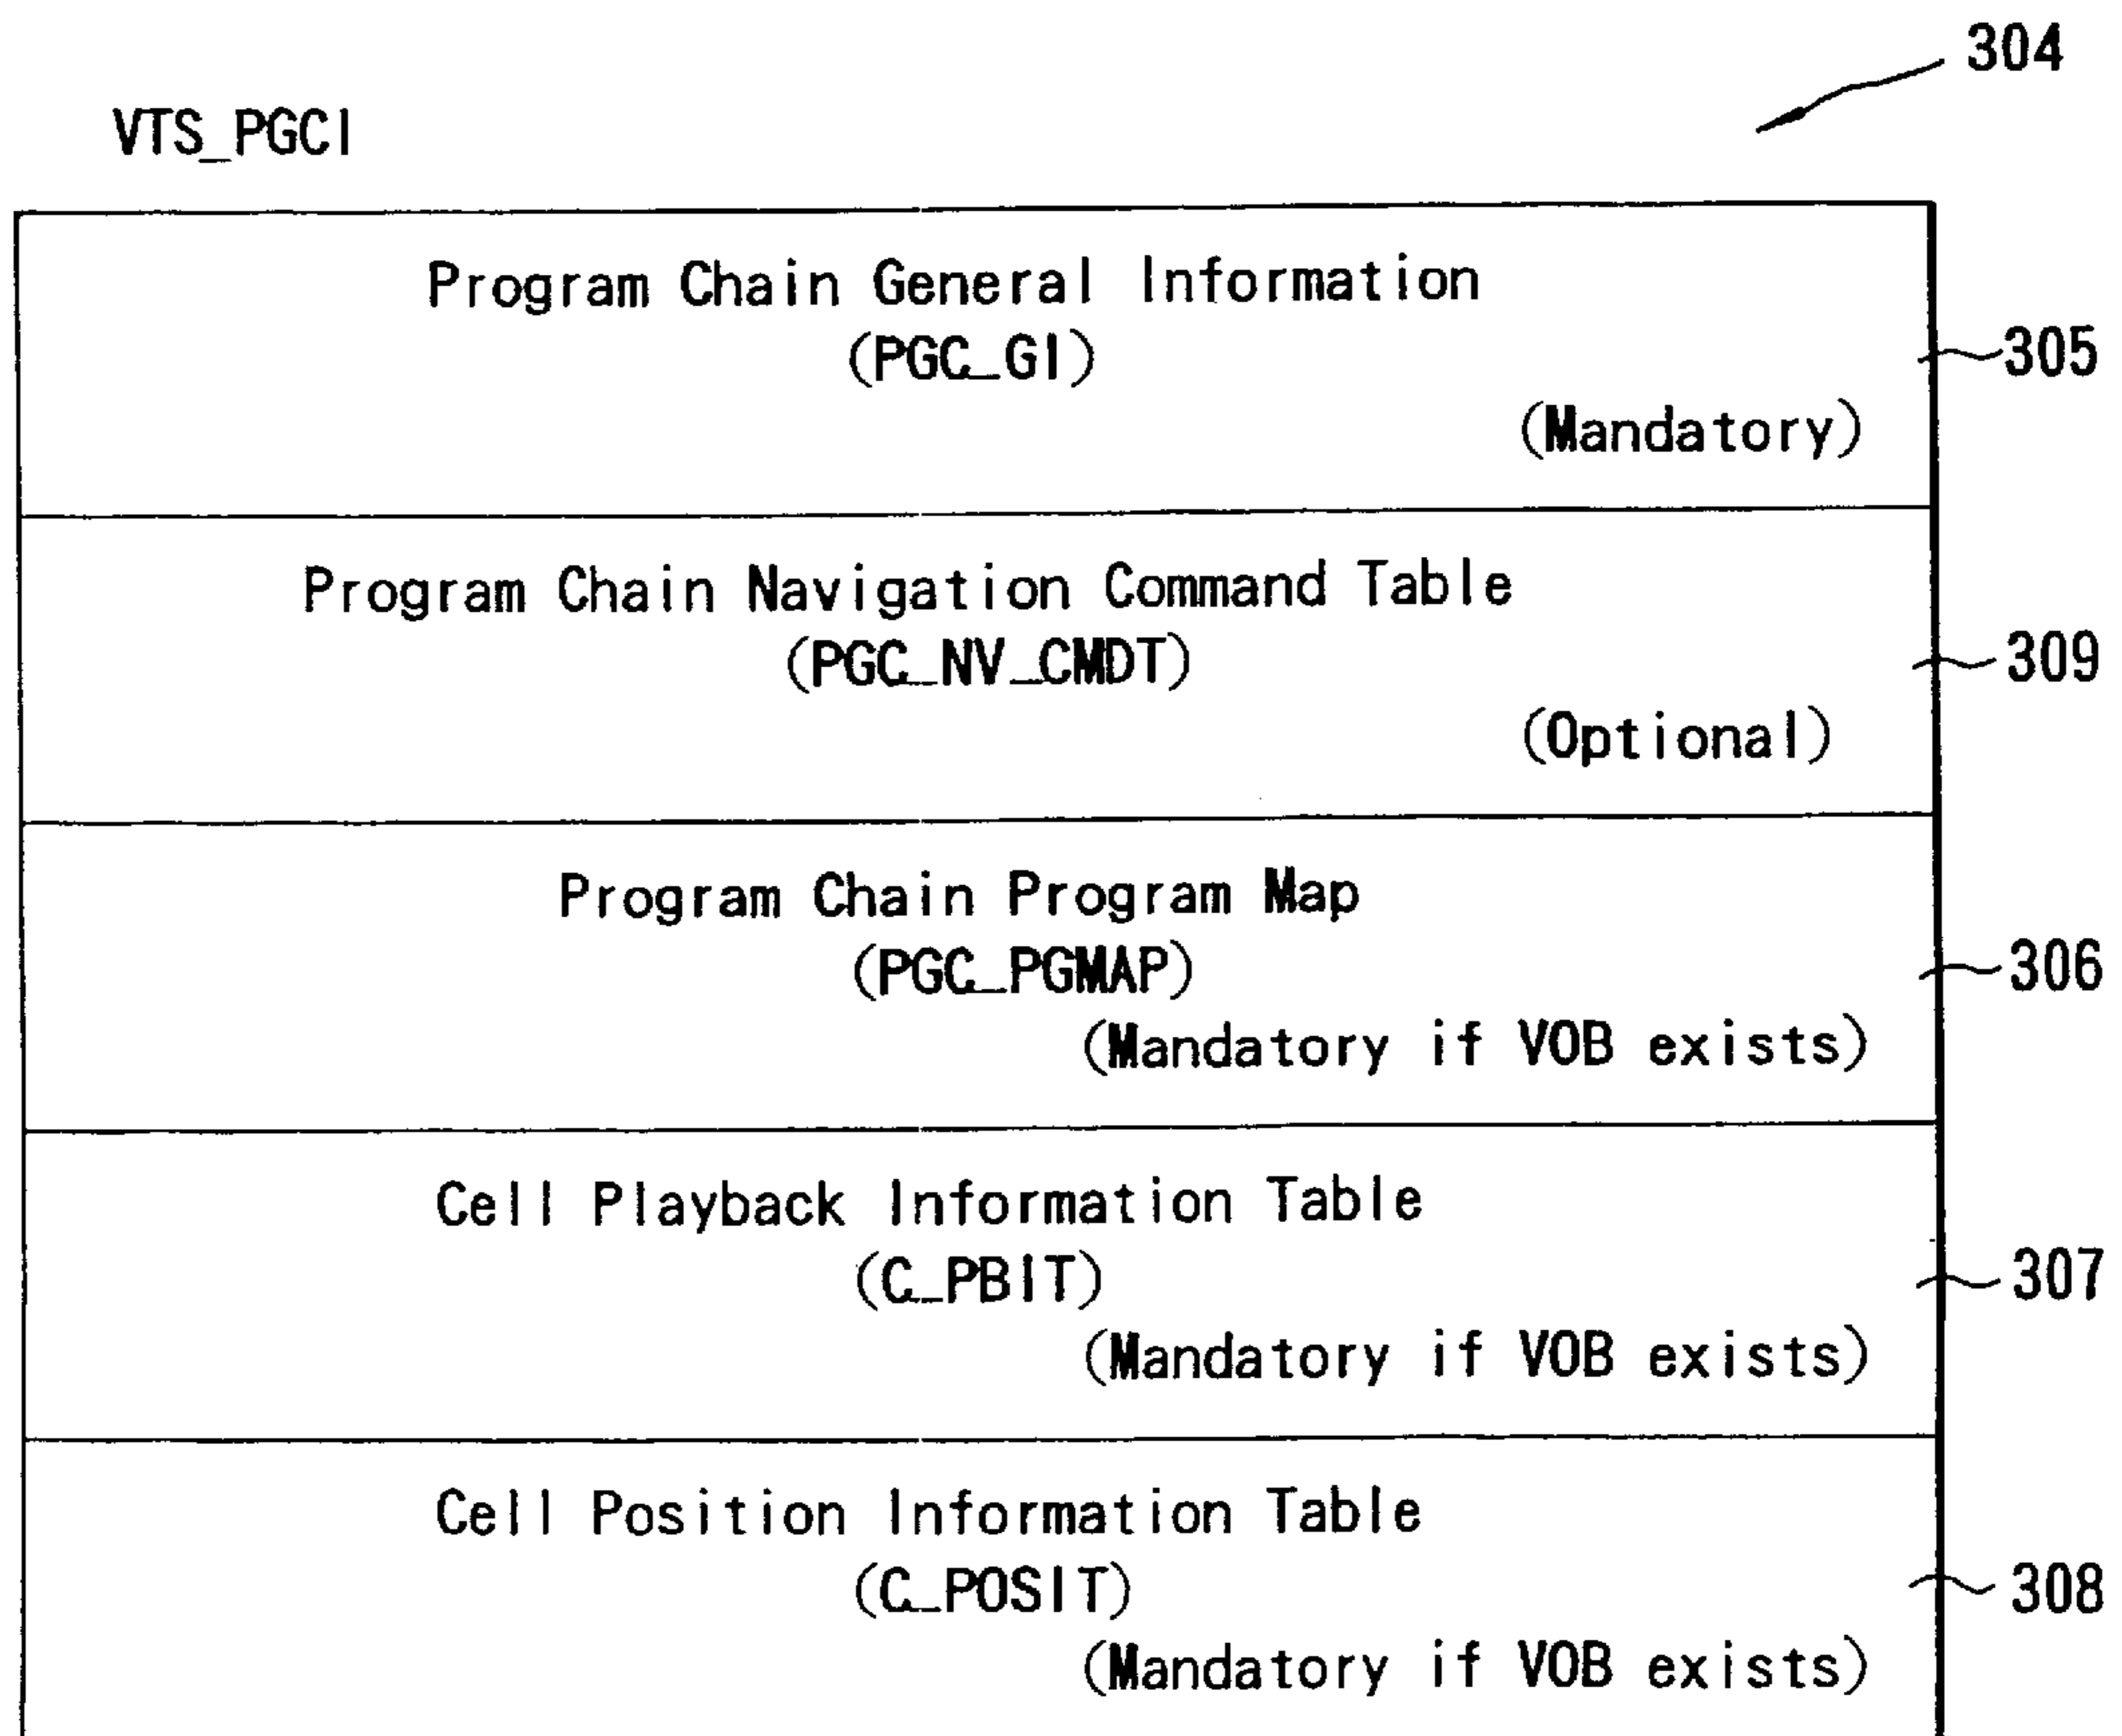 304
VTS_PGCI
Program Chain General Information
(PGC_GI)
(Mandatory)
305
Program Chain Navigation Command Table
(PGC_NV_CMDT)
(Optional)
309
Program Chain Program Map
(PGC_PGMAP)
(Mandatory if VOB exists)
306
Cell Playback Information Table
(C_PBIT)
(Mandatory if VOB exists)
307
Cell Position Information Table
(C_POSIT)
(Mandatory if VOB exists)
308